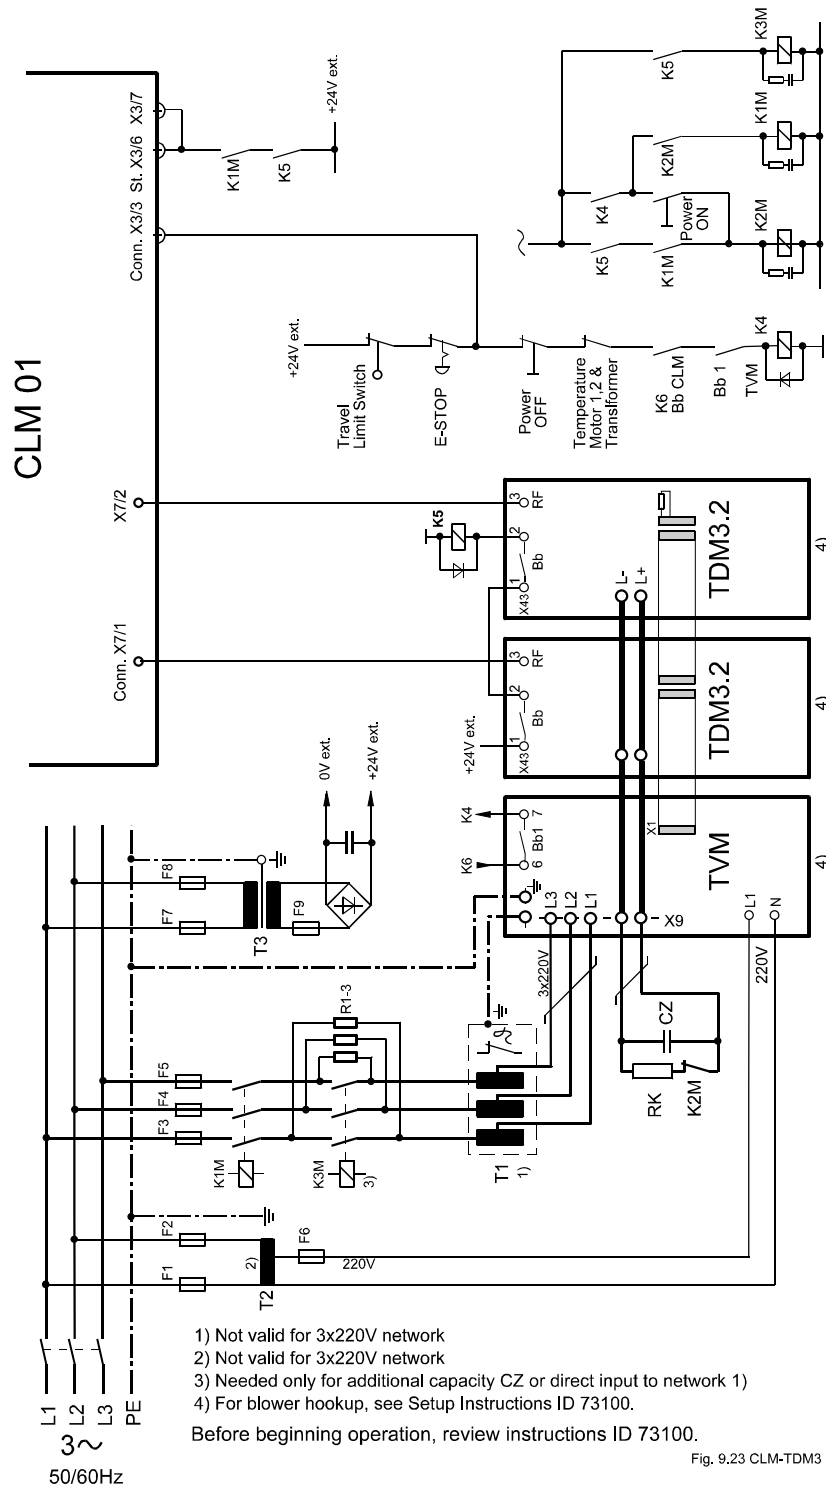 CLM 01
X3/7
St. X3/6
Conn. X3/3
X7/2
Conn. X7/1
K1M
K5
+24V ext.
K5
K3M
K2M
K1M
K4
Power
ON
K5
K1M
K2M
+24V ext.
Travel
Limit Switch
E-STOP
Power
OFF
Temperature
Motor 1,2 &
Transformer
K6
Bb CLM
Bb 1
TVM
K4
K5
3
RF
2
Bb
1
X43
L-
L+
TDM3.2
4)
3
RF
2
Bb
1
X43
+24V ext.
TDM3.2
4)
0V ext.
+24V ext.
K4
7
Bb1
K6
6
X1
TVM
4)
L3
L2
L1
X9
L1
N
3x220V
220V
F8
F7
F9
T3
R1-3
F5
F4
F3
K1M
K3M
3)
T1
1)
CZ
RK
K2M
F2
F1
2)
T2
F6
220V
L1
L2
L3
PE
3~
50/60Hz
1) Not valid for 3x220V network
2) Not valid for 3x220V network
3) Needed only for additional capacity CZ or direct input to network 1)
4) For blower hookup, see Setup Instructions ID 73100.
Before beginning operation, review instructions ID 73100.
Fig. 9.23 CLM-TDM3